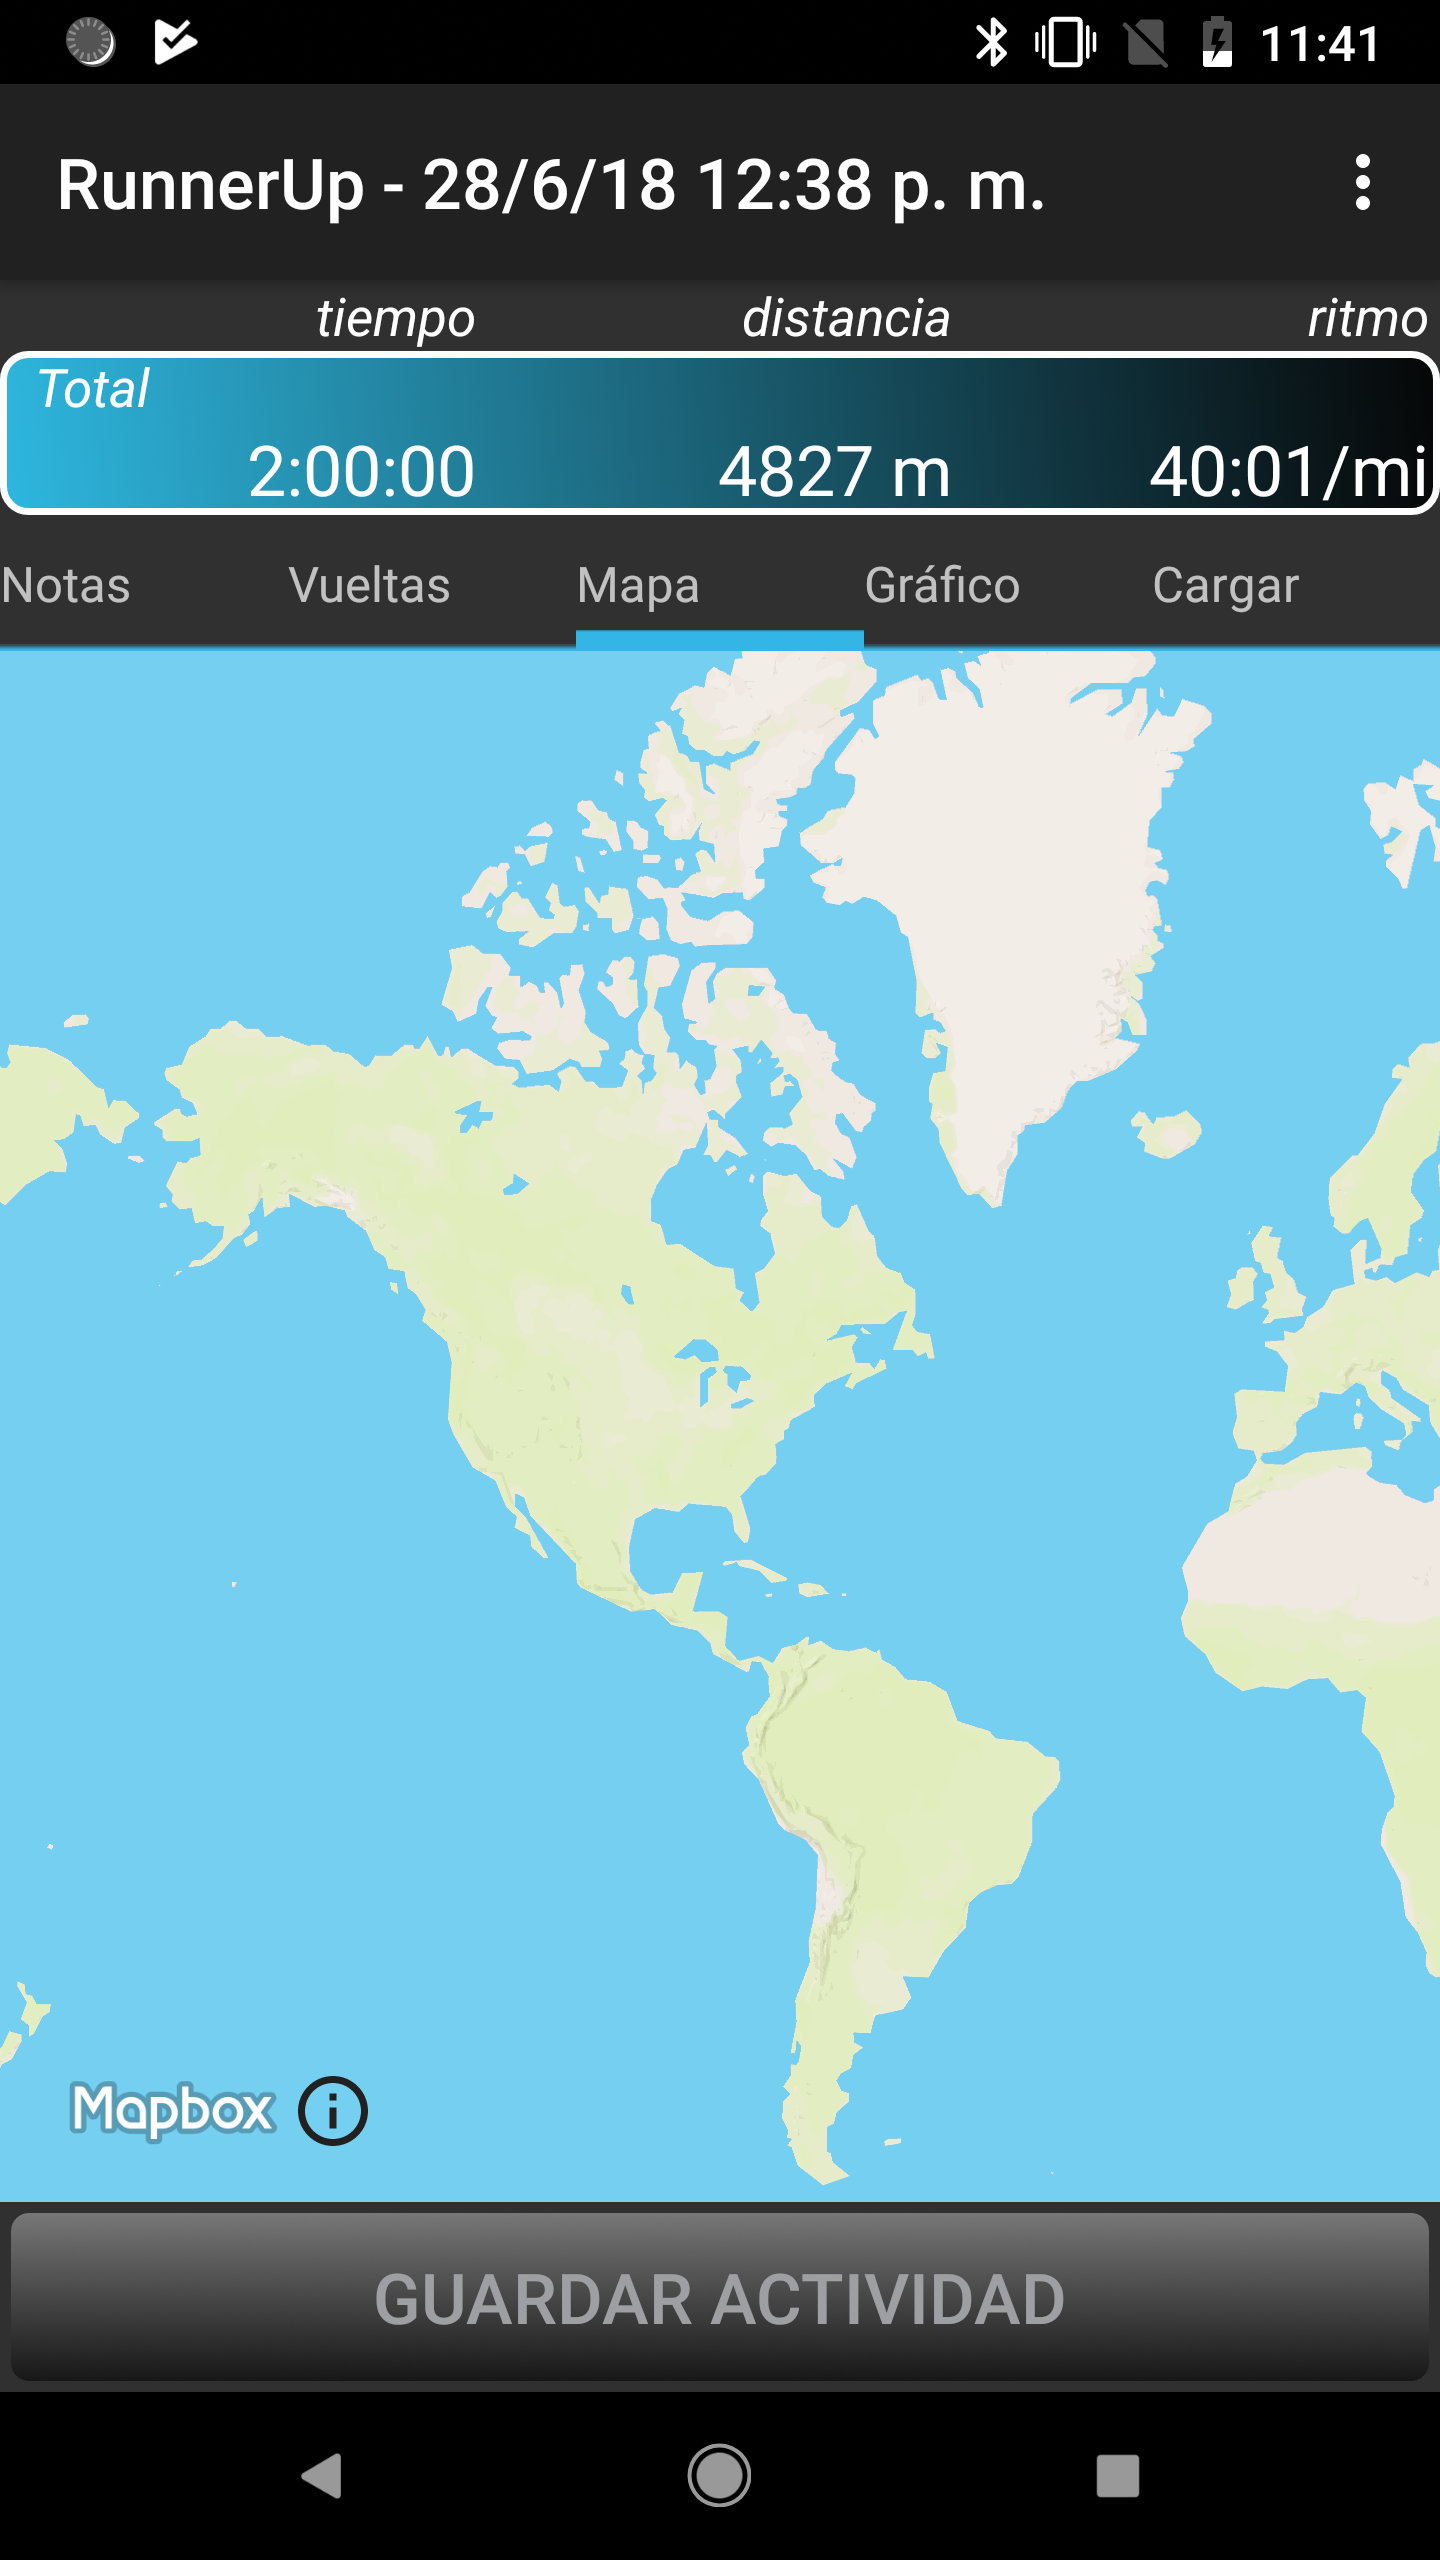 11:41
RunnerUp - 28/6/18 12:38 p. m.
tiempo distancia ritmo
Total
2:00:00 4827 m 40:01/mi
Notas Vueltas Mapa Gráfico Cargar
Mapbox
GUARDAR ACTIVIDAD